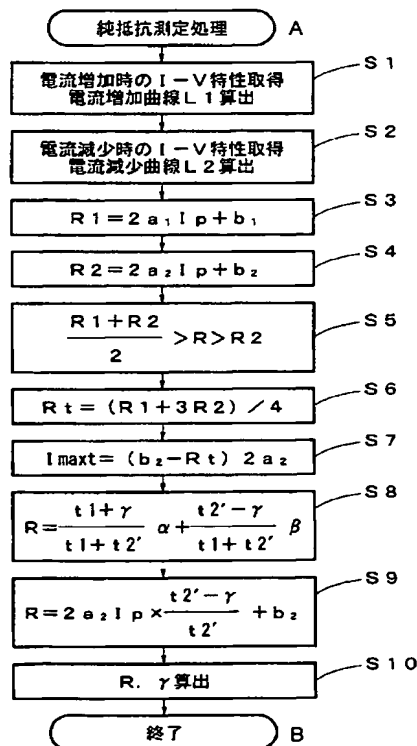 純抵抗測定処理 A
S1
電流増加時のI−V特性取得
電流増加曲線L1算出
S2
電流減少時のI−V特性取得
電流減少曲線L2算出
S3
R1=2a₁Ip+b₁
S4
R2=2a₂Ip+b₂
S5
(R1+R2)/2 >R>R2
S6
Rt=(R1+3R2)/4
S7
Imaxt=(b₂−Rt)2a₂
S8
R=(t1+γ)/(t1+t2′) α+(t2′−γ)/(t1+t2′) β
S9
R=2a₂Ip×(t2′−γ)/t2′ +b₂
S10
R.γ算出
終了 B